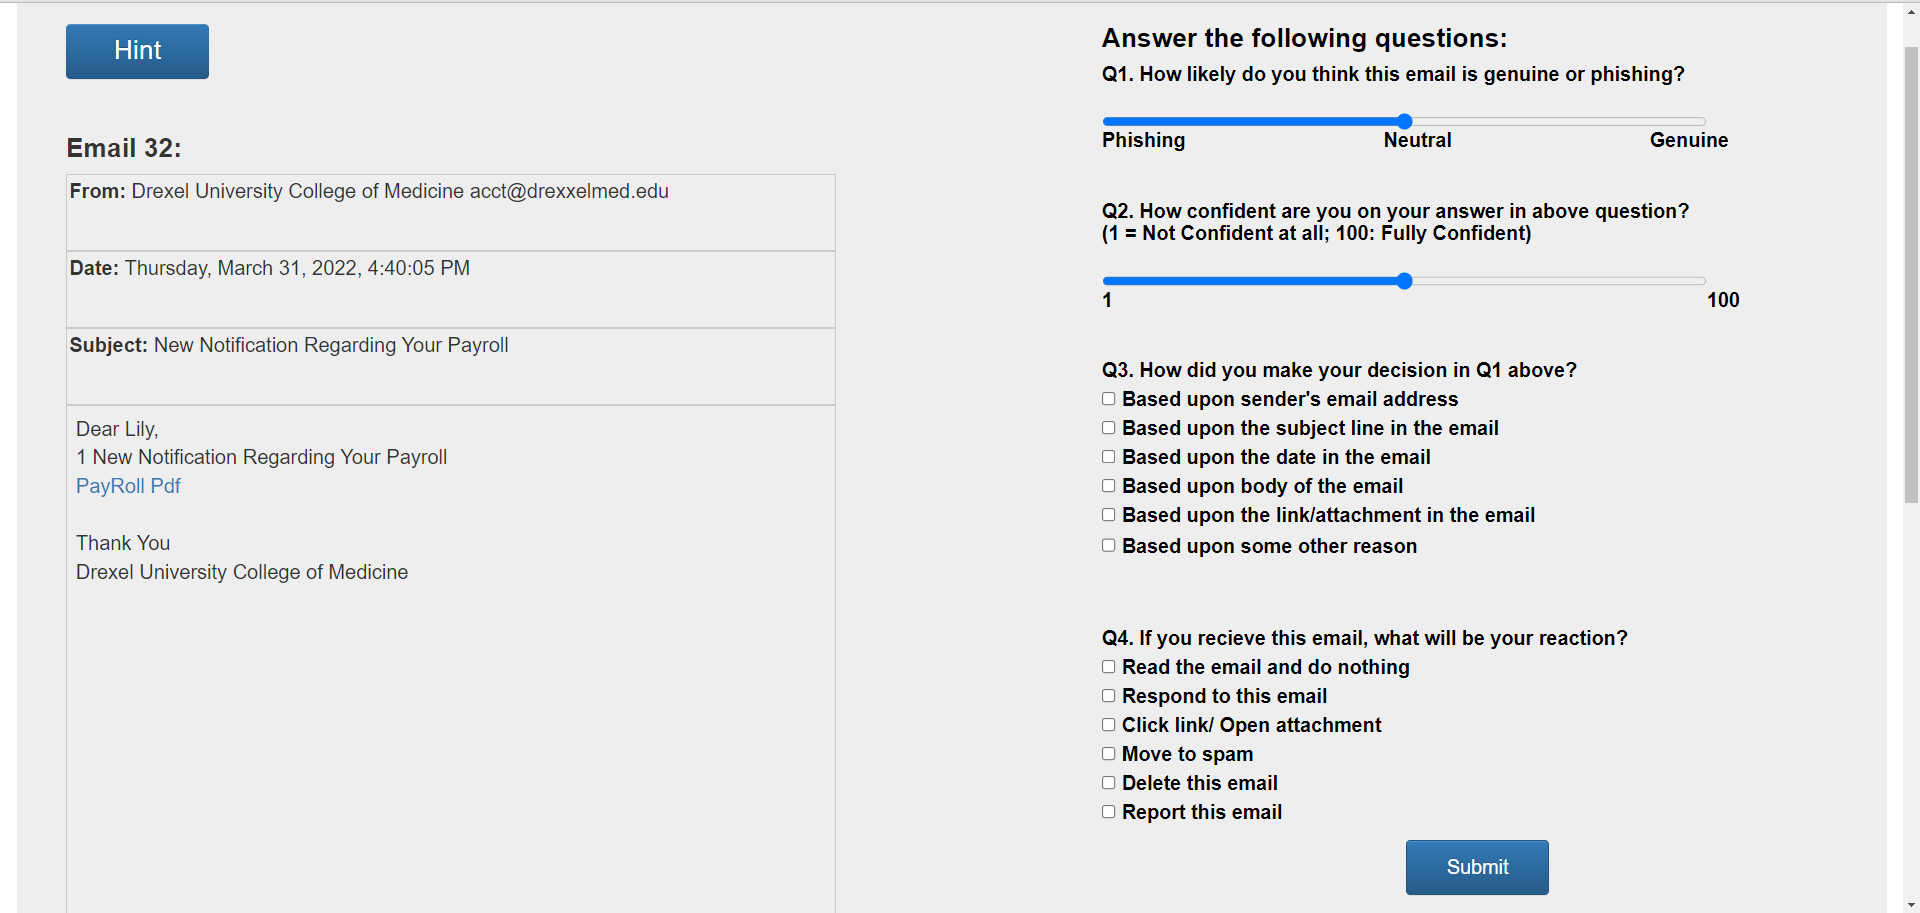 Hint
Email 32:
From: Drexel University College of Medicine acct@drexxelmed.edu
Date: Thursday, March 31, 2022, 4:40:05 PM
Subject: New Notification Regarding Your Payroll
Dear Lily,
1 New Notification Regarding Your Payroll
PayRoll Pdf
Thank You
Drexel University College of Medicine
Answer the following questions:
Q1. How likely do you think this email is genuine or phishing?
Phishing Neutral Genuine
Q2. How confident are you on your answer in above question?
(1 = Not Confident at all; 100: Fully Confident)
1 100
Q3. How did you make your decision in Q1 above?
Based upon sender's email address
Based upon the subject line in the email
Based upon the date in the email
Based upon body of the email
Based upon the link/attachment in the email
Based upon some other reason
Q4. If you recieve this email, what will be your reaction?
Read the email and do nothing
Respond to this email
Click link/ Open attachment
Move to spam
Delete this email
Report this email
Submit